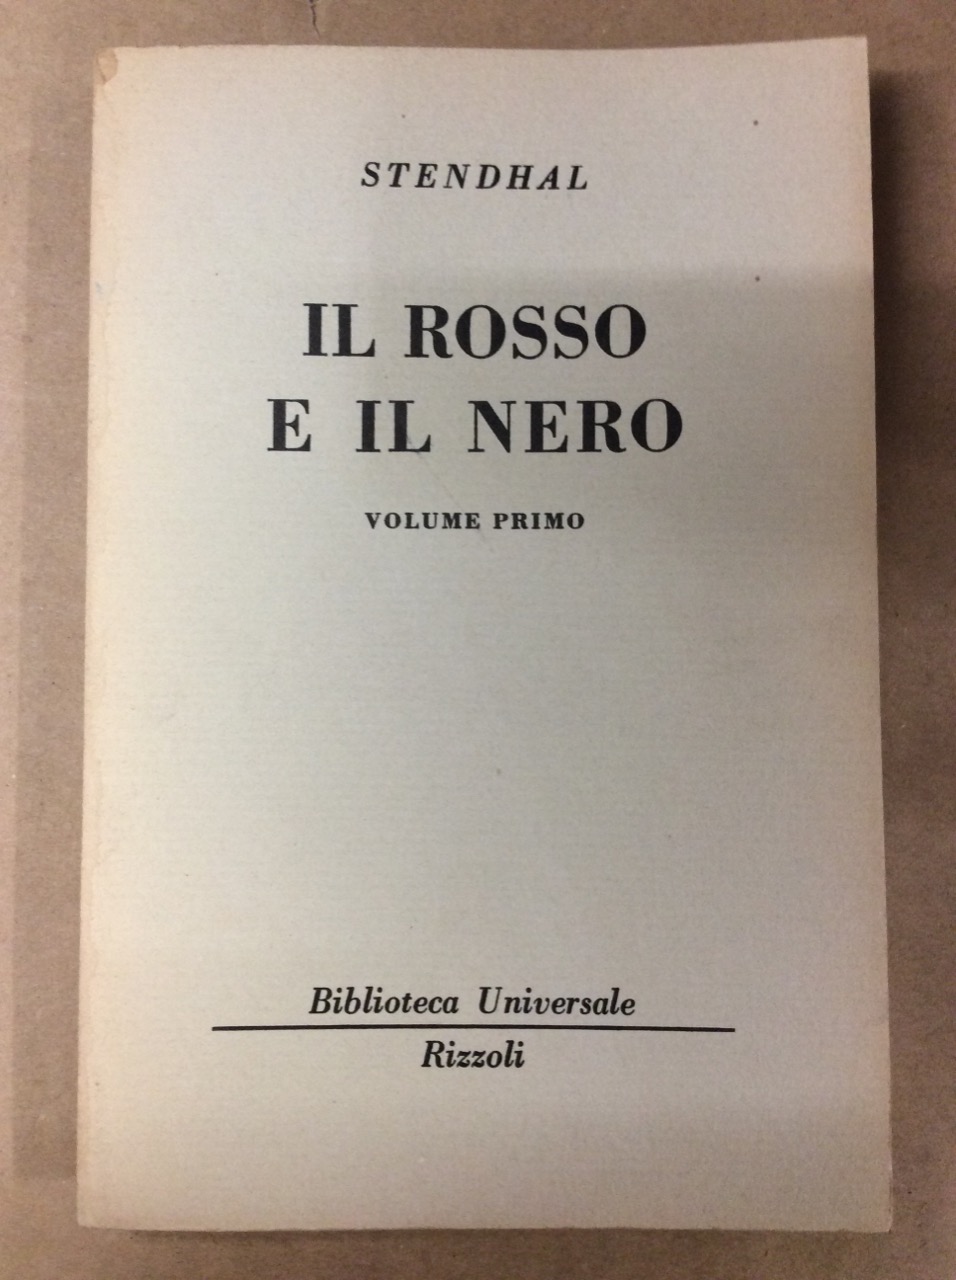 STENDHAL
IL ROSSO
E IL NERO
VOLUME PRIMO
Biblioteca Universale
Rizzoli